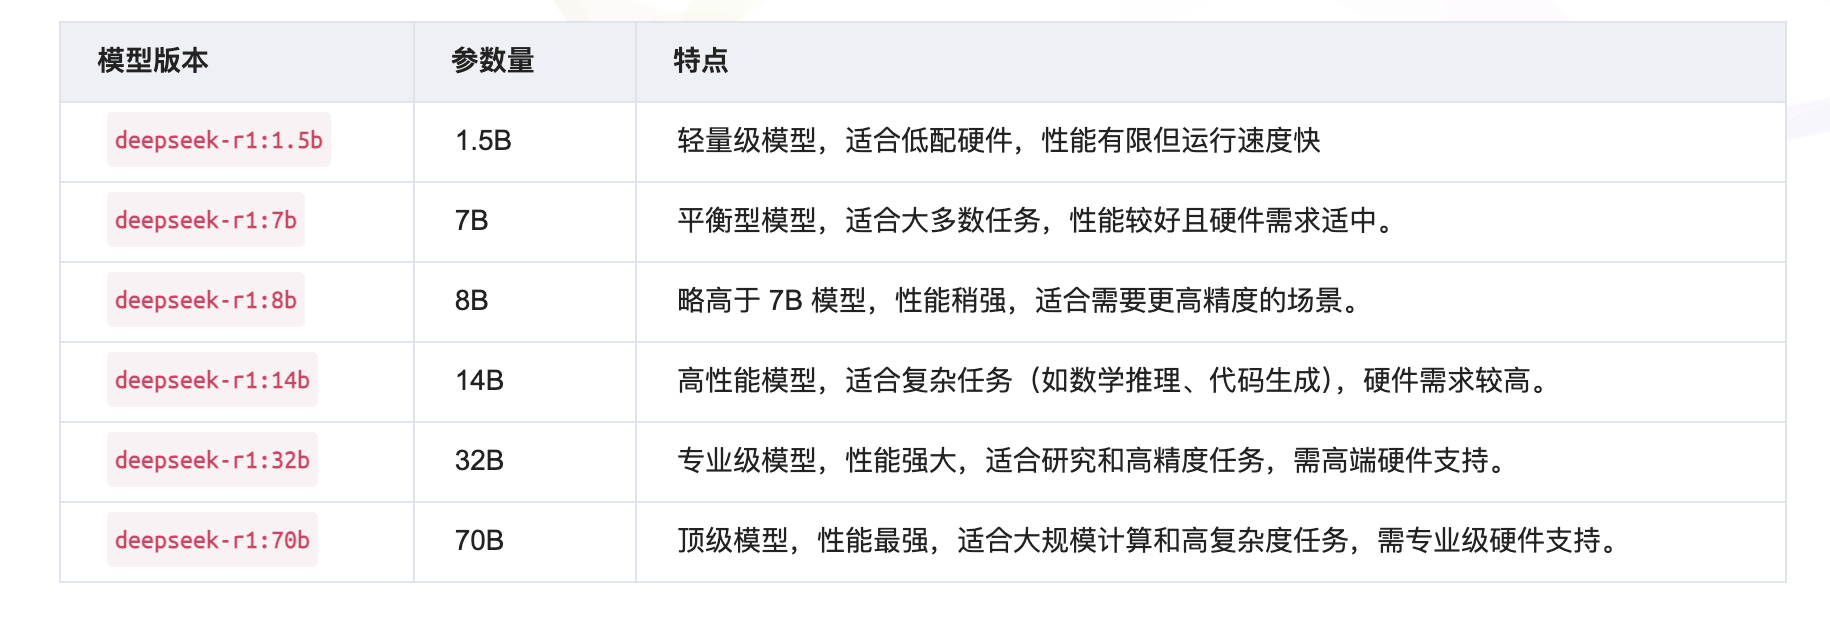 模型版本 参数量 特点
deepseek-r1:1.5b 1.5B 轻量级模型，适合低配硬件，性能有限但运行速度快
deepseek-r1:7b 7B 平衡型模型，适合大多数任务，性能较好且硬件需求适中。
deepseek-r1:8b 8B 略高于 7B 模型，性能稍强，适合需要更高精度的场景。
deepseek-r1:14b 14B 高性能模型，适合复杂任务（如数学推理、代码生成），硬件需求较高。
deepseek-r1:32b 32B 专业级模型，性能强大，适合研究和高精度任务，需高端硬件支持。
deepseek-r1:70b 70B 顶级模型，性能最强，适合大规模计算和高复杂度任务，需专业级硬件支持。